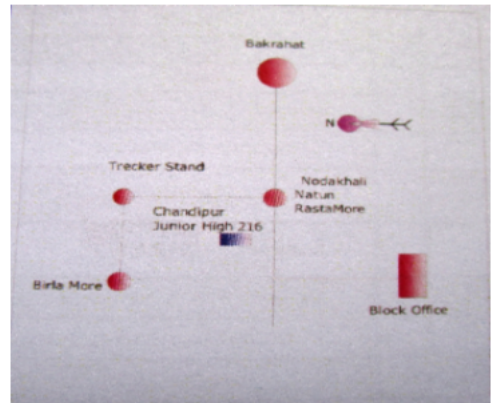 Bakrahat
N
Trecker Stand
Nodakhali
Natun
RastaMore
Chandipur
Junior High 216
Birla More
Block Office